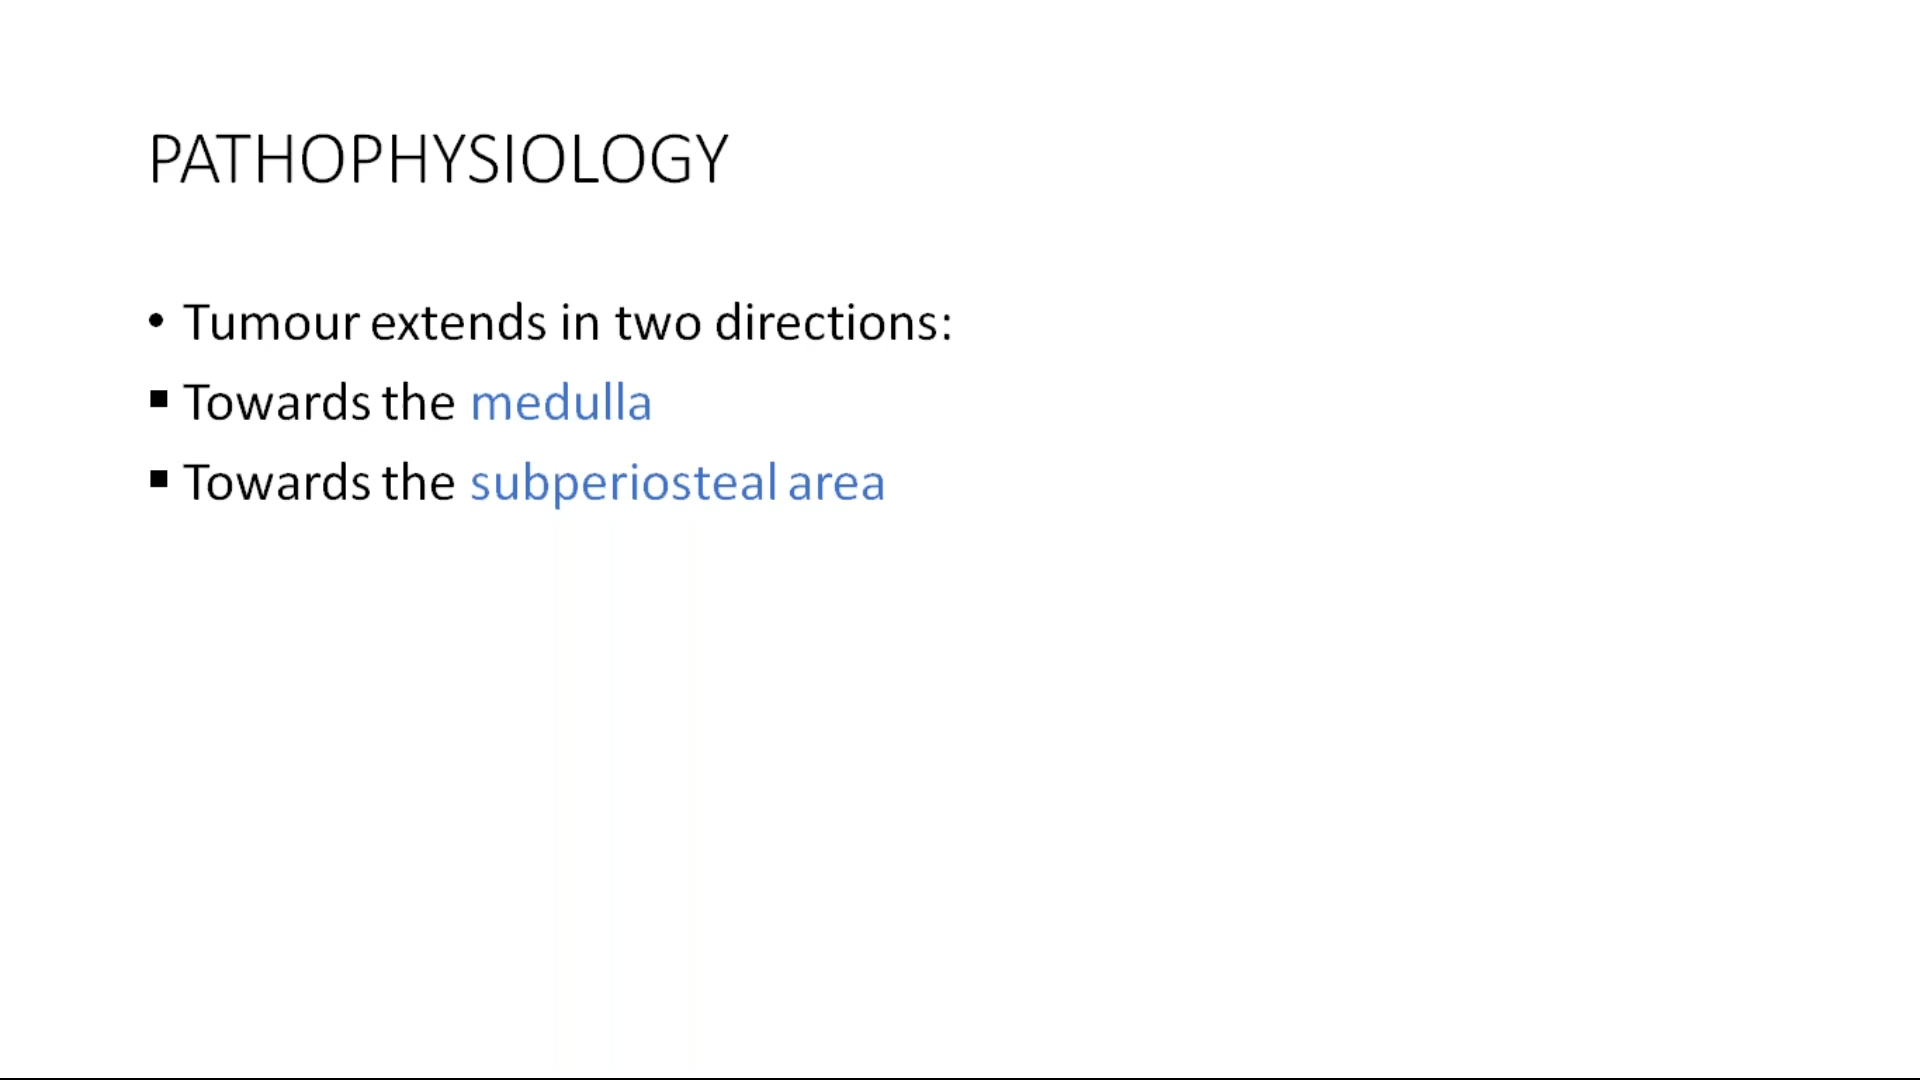 PATHOPHYSIOLOGY
• Tumour extends in two directions:
▪ Towards the medulla
▪ Towards the subperiosteal area